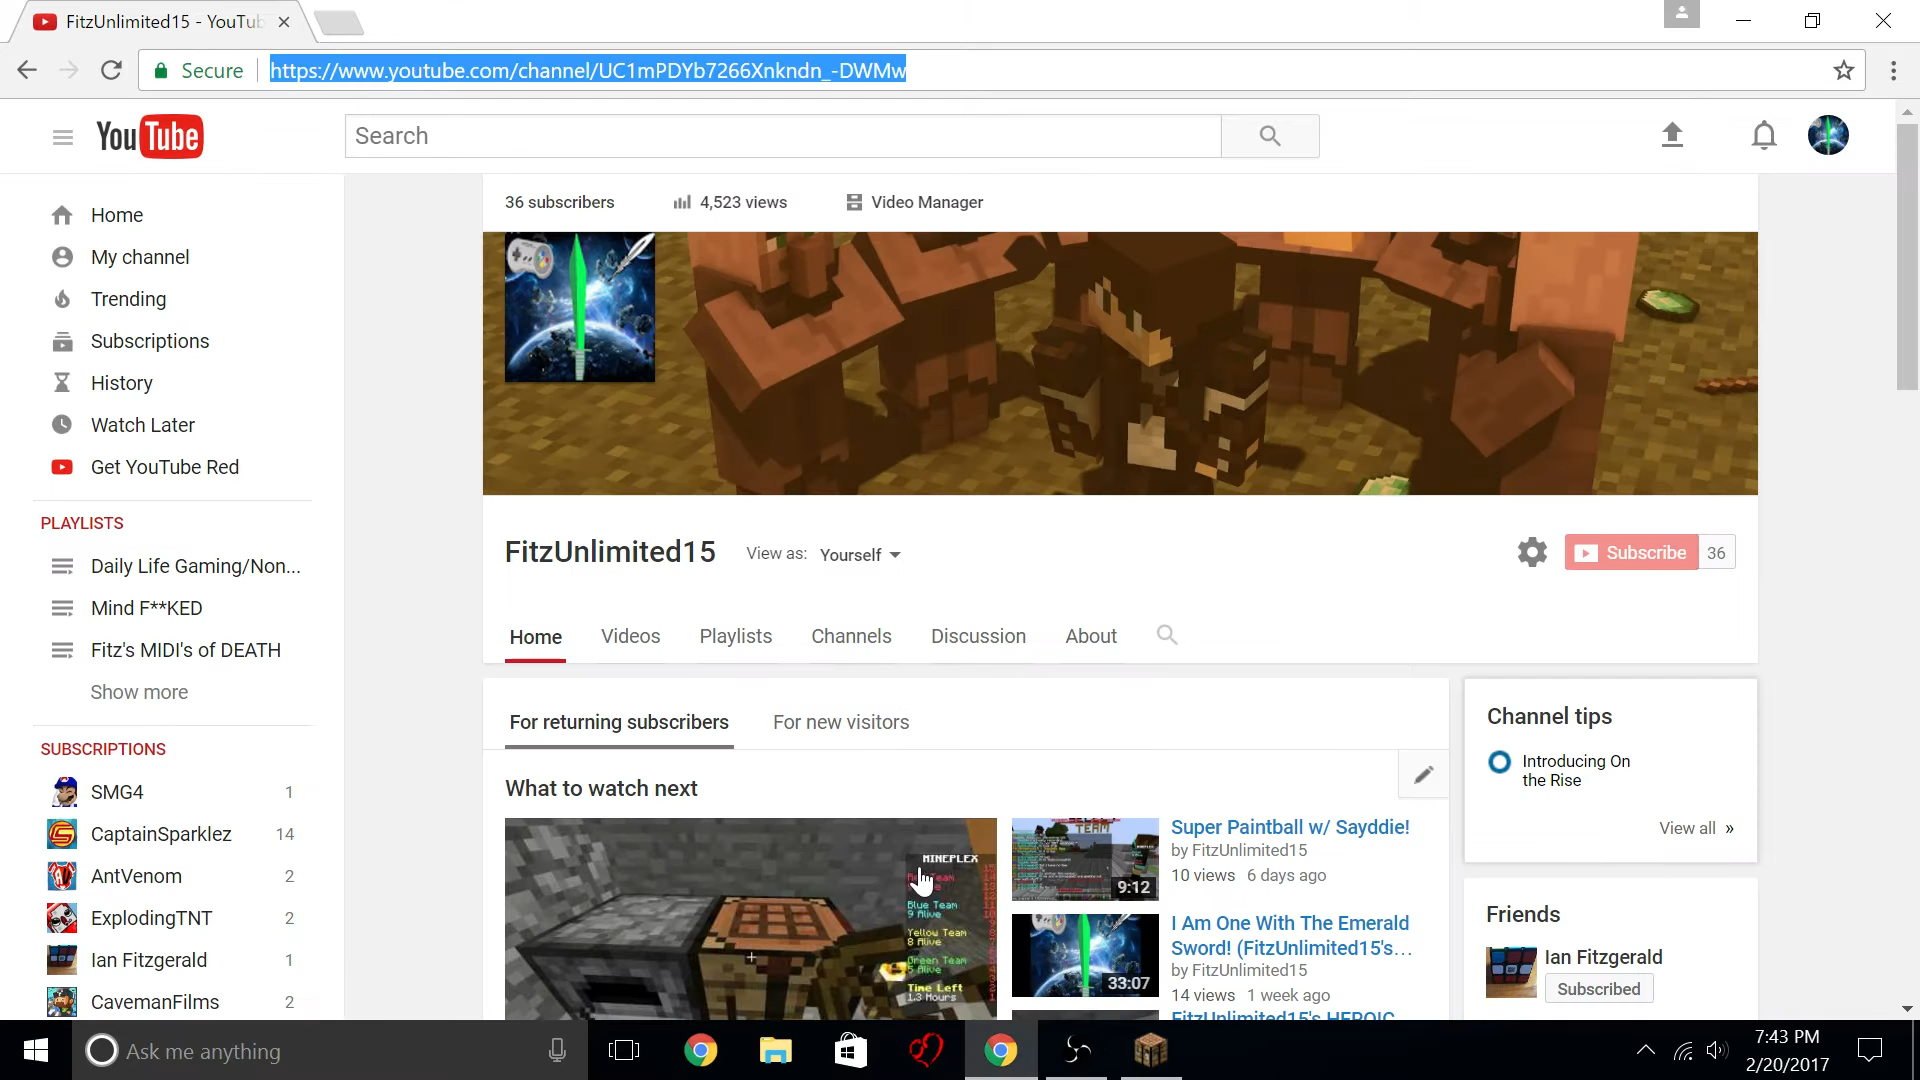 FitzUnlimited15 - YouTub
Secure
https://www.youtube.com/channel/UC1mPDYb7266Xnkndn_-DWMw
YouTube
Search
Home
My channel
Trending
Subscriptions
History
Watch Later
Get YouTube Red
PLAYLISTS
Daily Life Gaming/Non...
Mind F**KED
Fitz's MIDI's of DEATH
Show more
SUBSCRIPTIONS
SMG4 1
CaptainSparklez 14
AntVenom 2
ExplodingTNT 2
Ian Fitzgerald 1
CavemanFilms 2
36 subscribers 4,523 views Video Manager
FitzUnlimited15 View as: Yourself
Subscribe 36
Home Videos Playlists Channels Discussion About
For returning subscribers For new visitors
What to watch next
MINEPLEX
Team
Blue Team
9 Alive
Yellow Team
8 Alive
Green Team
5 Alive
Time Left
1.3 Hours
TEAM
9:12
Super Paintball w/ Sayddie!
by FitzUnlimited15
10 views 6 days ago
33:07
I Am One With The Emerald
Sword! (FitzUnlimited15's...
by FitzUnlimited15
14 views 1 week ago
FitzUnlimited15's HEROIC
Channel tips
Introducing On
the Rise
View all »
Friends
Ian Fitzgerald
Subscribed
Ask me anything
7:43 PM
2/20/2017